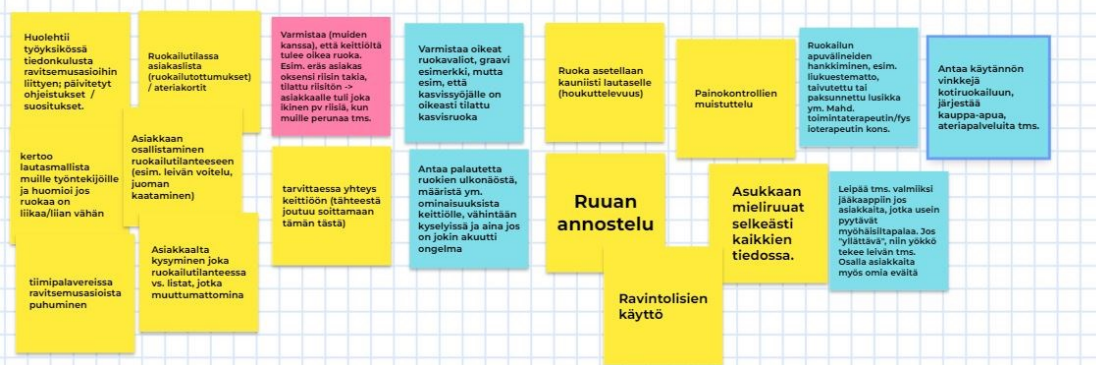 Huolehtii
työyksikössä
tiedonkulusta
ravitsemusasioihin
liittyen; päivitetyt
ohjeistukset /
suositukset.
Ruokailutilassa
asiakaslista
(ruokailutottumukset)
/ ateriakortit
Varmistaa (muiden
kanssa), että keittiöltä
tulee oikea ruoka.
Esim. eräs asiakas
oksensi riisin takia,
tilattu riisitön ->
asiakkaalle tuli joka
ikinen pv riisiä, kun
muille perunaa tms.
Varmistaa oikeat
ruokavaliot, graavi
esimerkki, mutta
esim, että
kasvissyöjälle on
oikeasti tilattu
kasvisruoka
Ruoka asetellaan
kauniisti lautaselle
(houkuttelevuus)
Painokontrollien
muistuttelu
Ruokailun
apuvälineiden
hankkiminen, esim.
liukuestematto,
taivutettu tai
paksunnettu lusikka
ym. Mahd.
toimintaterapeutin/fys
ioterapeutin kons.
Antaa käytännön
vinkkejä
kotiruokailuun,
järjestää
kauppa-apua,
ateriapalveluita tms.
kertoo
lautasmallista
muille työntekijöille
ja huomioi jos
ruokaa on
liikaa/liian vähän
Asiakkaan
osallistaminen
ruokailutilanteeseen
(esim. leivän voitelu,
juoman
kaataminen)
tarvittaessa yhteys
keittiöön (tähteestä
joutuu soittamaan
tämän tästä)
Antaa palautetta
ruokien ulkonäöstä,
määristä ym.
ominaisuuksista
keittiölle, vähintään
kyselyissä ja aina jos
on jokin akuutti
ongelma
Ruuan
annostelu
Asukkaan
mieliruuat
selkeästi
kaikkien
tiedossa.
Leipää tms. valmiiksi
jääkaappiin jos
asiakkaita, jotka usein
pyytävät
myöhäisiltapalaa. Jos
"yllättävä", niin yökkö
tekee leivän tms.
Osalla asiakkaita
myös omia eväitä
tiimipalavereissa
ravitsemusasioista
puhuminen
Asiakkaalta
kysyminen joka
ruokailutilanteessa
vs. listat, jotka
muuttumattomina
Ravintolisien
käyttö